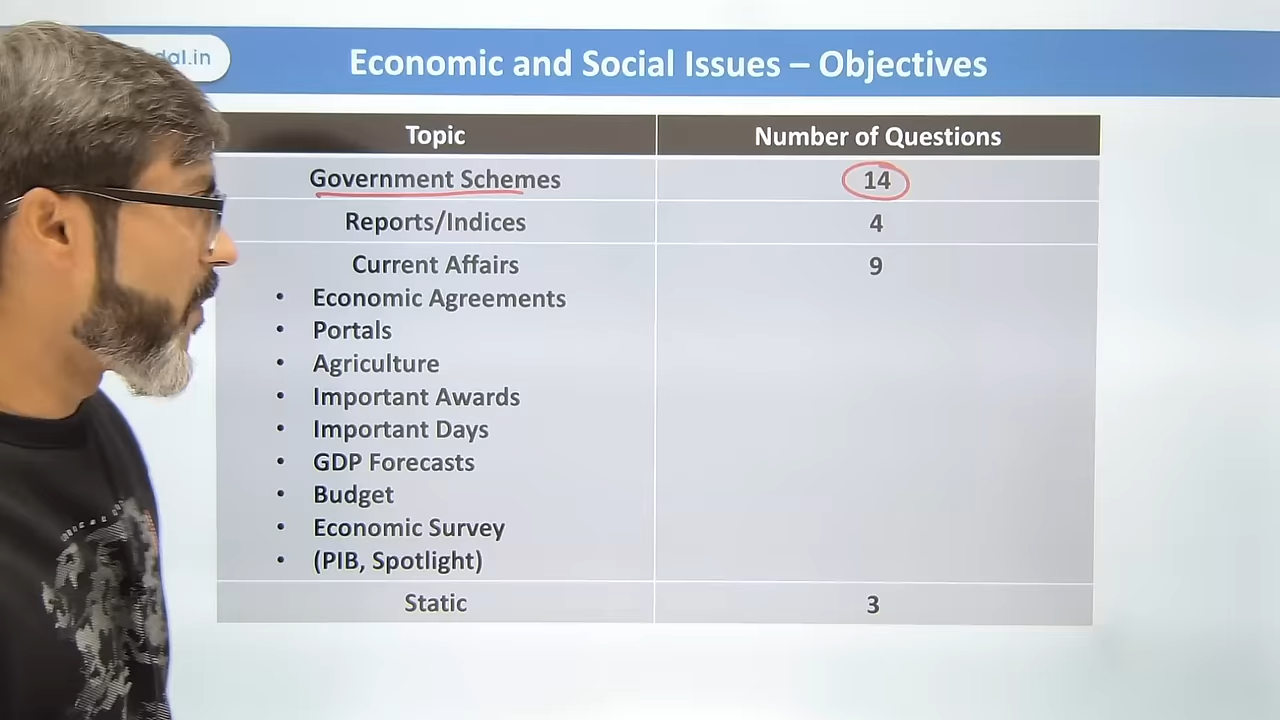 dal.in
Economic and Social Issues – Objectives
Topic Number of Questions
Government Schemes 14
Reports/Indices 4
Current Affairs 9
• Economic Agreements
• Portals
• Agriculture
• Important Awards
• Important Days
• GDP Forecasts
• Budget
• Economic Survey
• (PIB, Spotlight)
Static 3